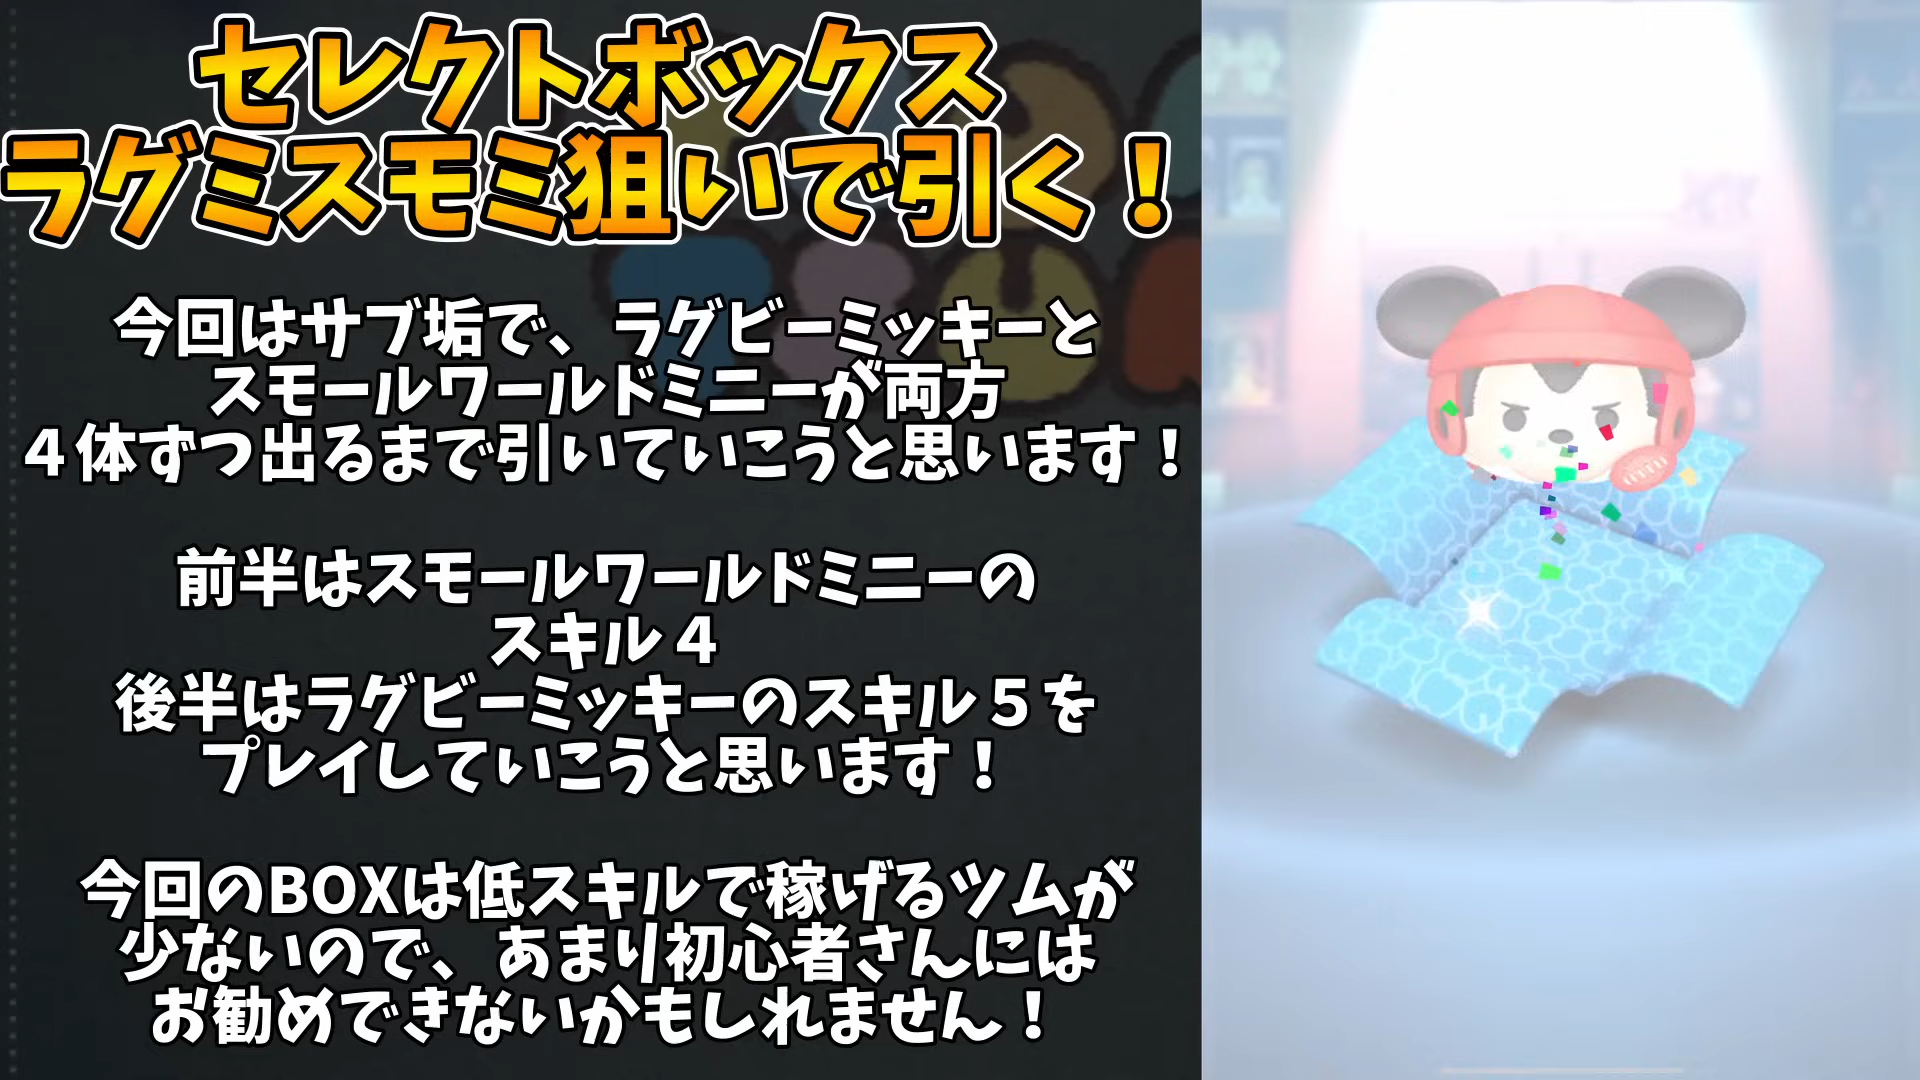 セレクトボックス
ラグミスモミ狙いで引く！
今回はサブ垢で、ラグビーミッキーと
スモールワールドミニーが両方
４体ずつ出るまで引いていこうと思います！
前半はスモールワールドミニーの
スキル４
後半はラグビーミッキーのスキル５を
プレイしていこうと思います！
今回のBOXは低スキルで稼げるツムが
少ないので、あまり初心者さんには
お勧めできないかもしれません！